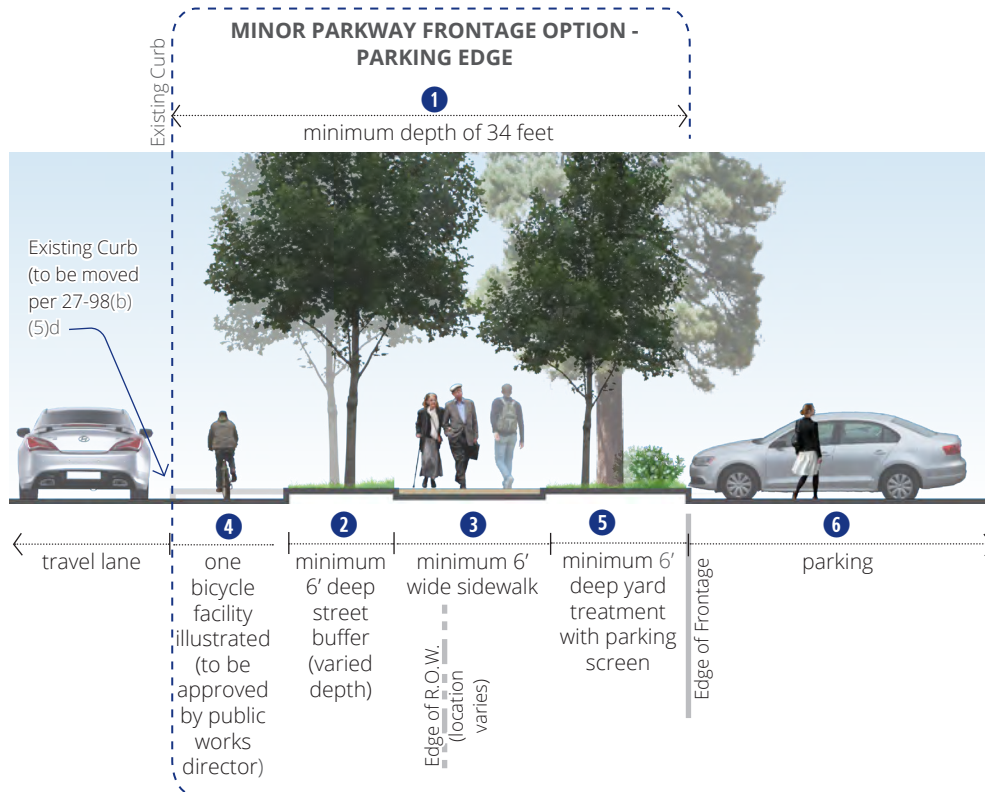 MINOR PARKWAY FRONTAGE OPTION -
PARKING EDGE
Existing Curb
1
minimum depth of 34 feet
Existing Curb
(to be moved
per 27-98(b)
(5)d
4
2
3
5
6
travel lane
one
bicycle
facility
illustrated
(to be
approved
by public
works
director)
minimum
6’ deep
street
buffer
(varied
depth)
minimum 6’
wide sidewalk
Edge of R.O.W.
(location
varies)
minimum 6’
deep yard
treatment
with parking
screen
Edge of Frontage
parking